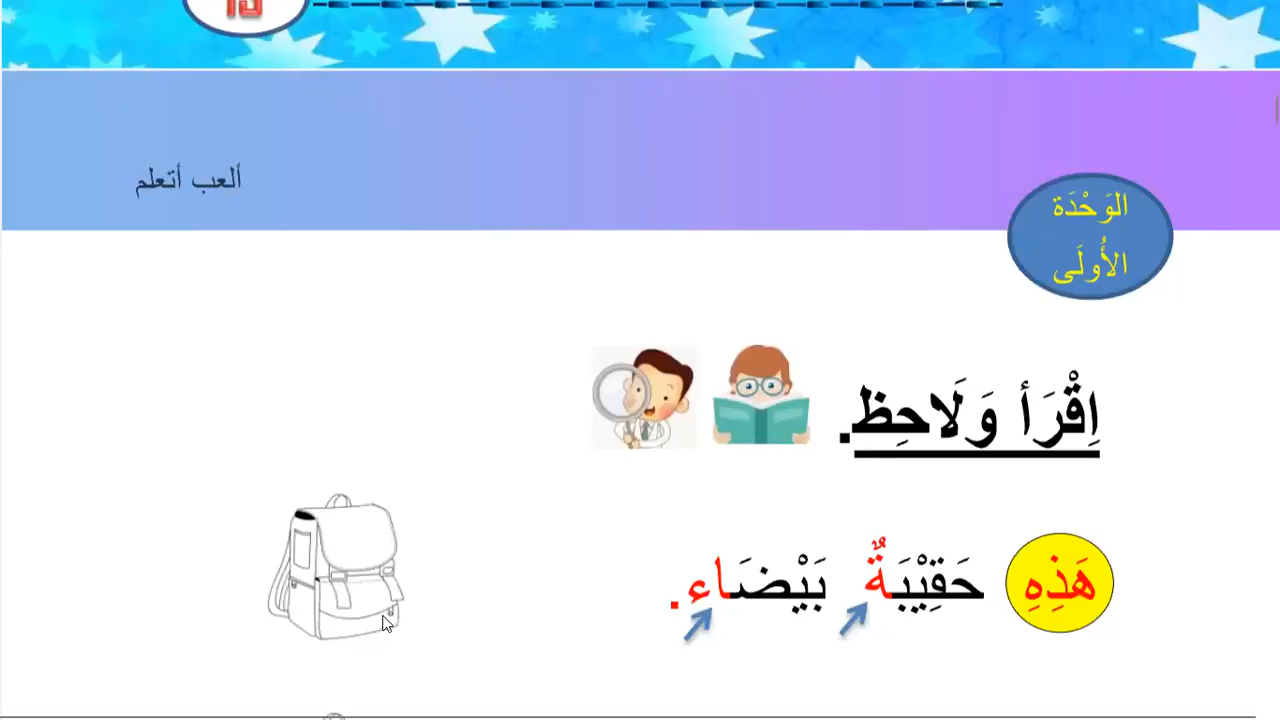 ألعب أتعلم
الوَحْدَة
الأُولَى
اِقْرَأ وَلَاحِظ.
هَذِهِ حَقِيْبَةٌ بَيْضَاء.